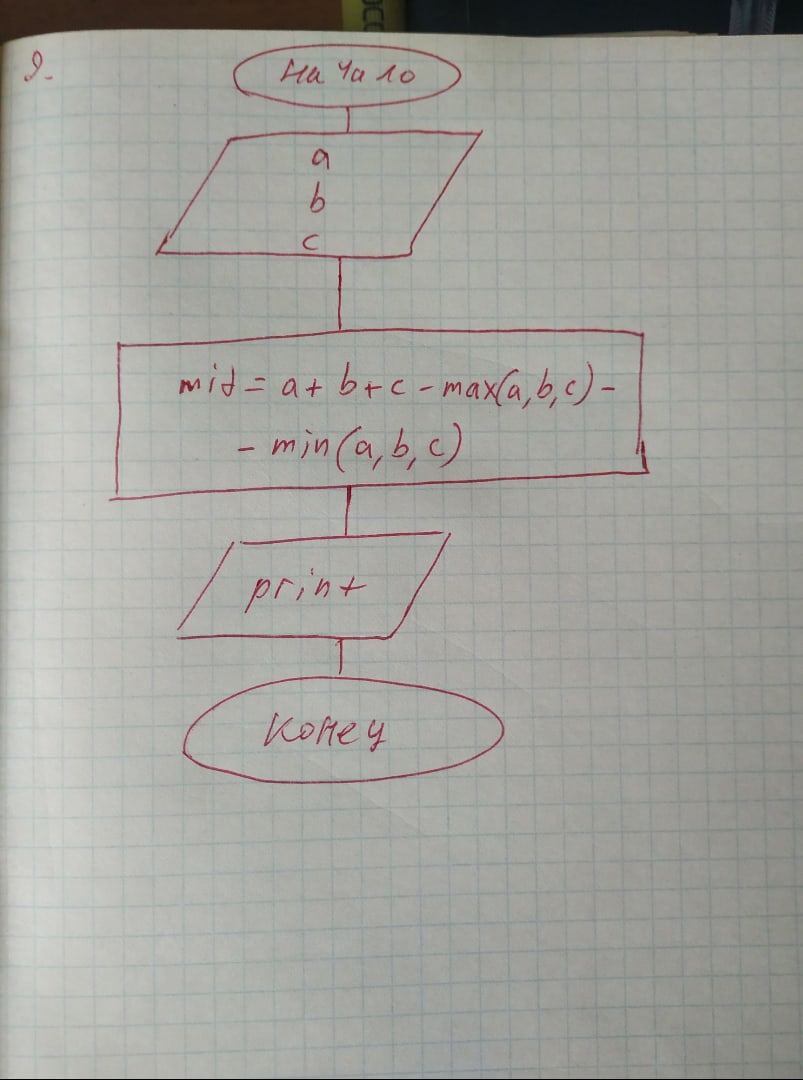 9.
Начало
a
b
c
mid = a + b + c - max(a, b, c) -
- min(a, b, c)
print
Конец